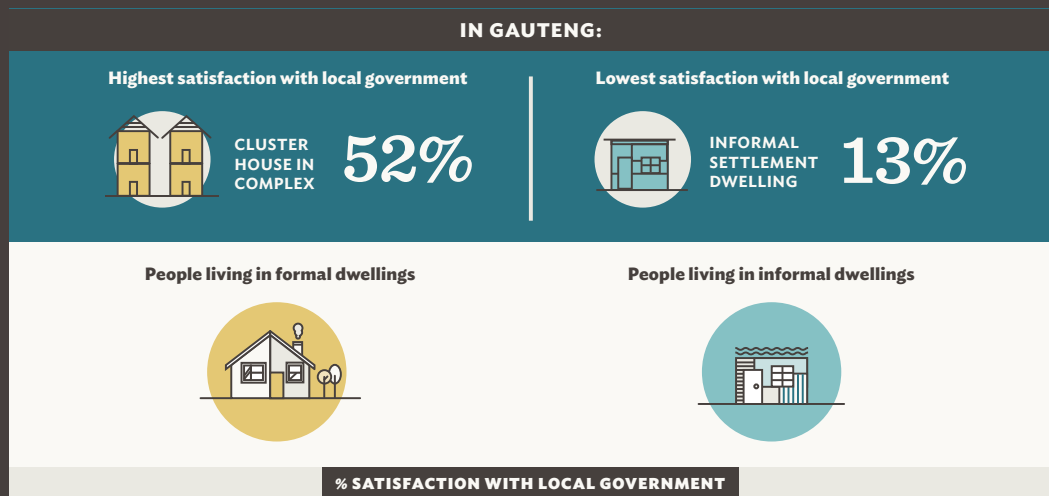 IN GAUTENG:
Highest satisfaction with local government
CLUSTER
HOUSE IN
COMPLEX
52%
Lowest satisfaction with local government
INFORMAL
SETTLEMENT
DWELLING
13%
People living in formal dwellings
People living in informal dwellings
% SATISFACTION WITH LOCAL GOVERNMENT